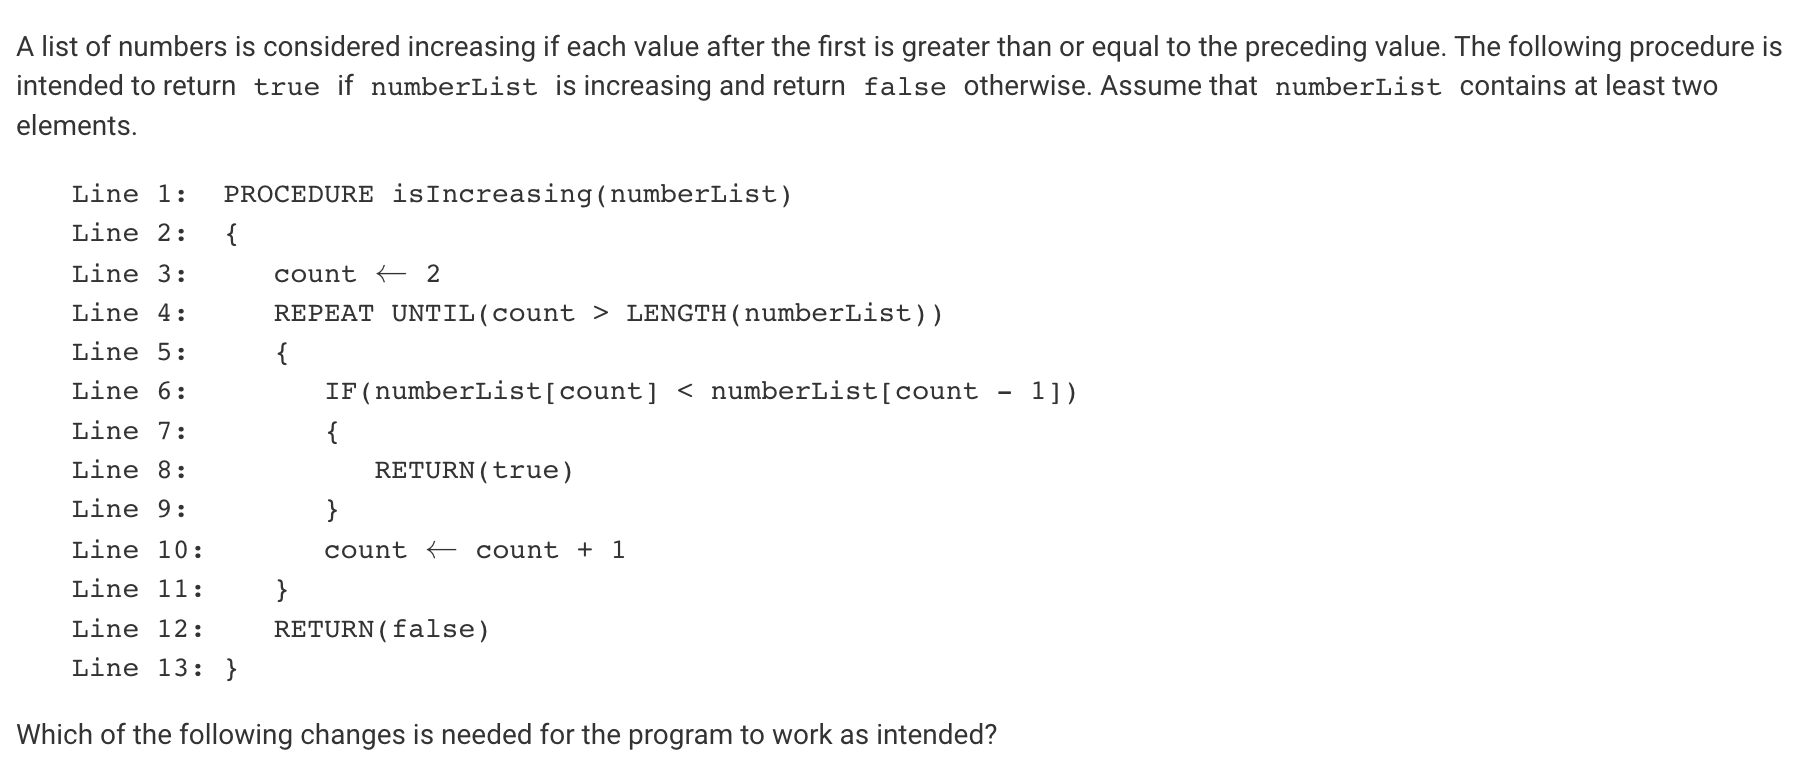 A list of numbers is considered increasing if each value after the first is greater than or equal to the preceding value. The following procedure is
intended to return true if numberList is increasing and return false otherwise. Assume that numberList contains at least two
elements.
Line 1: PROCEDURE isIncreasing(numberList)
Line 2: {
Line 3: count ← 2
Line 4: REPEAT UNTIL(count > LENGTH(numberList))
Line 5: {
Line 6: IF(numberList[count] < numberList[count - 1])
Line 7: {
Line 8: RETURN(true)
Line 9: }
Line 10: count ← count + 1
Line 11: }
Line 12: RETURN(false)
Line 13: }
Which of the following changes is needed for the program to work as intended?